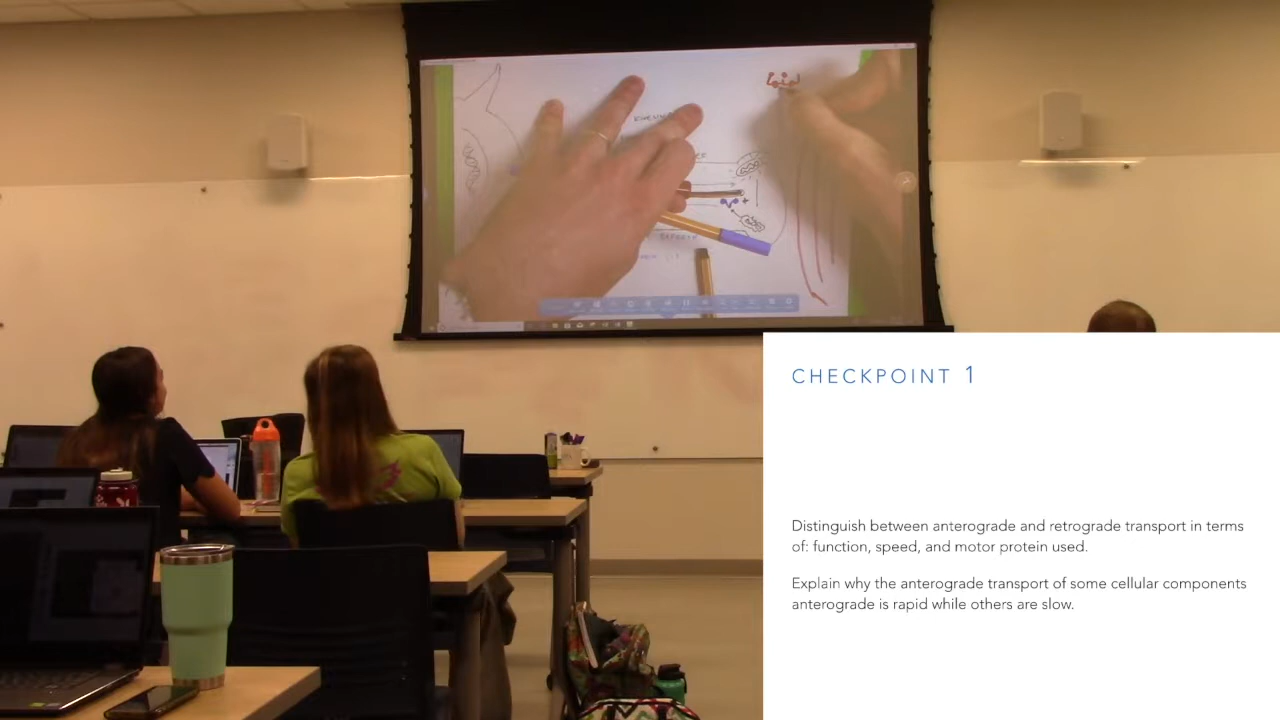 CHECKPOINT 1
Distinguish between anterograde and retrograde transport in terms
of: function, speed, and motor protein used.
Explain why the anterograde transport of some cellular components
anterograde is rapid while others are slow.